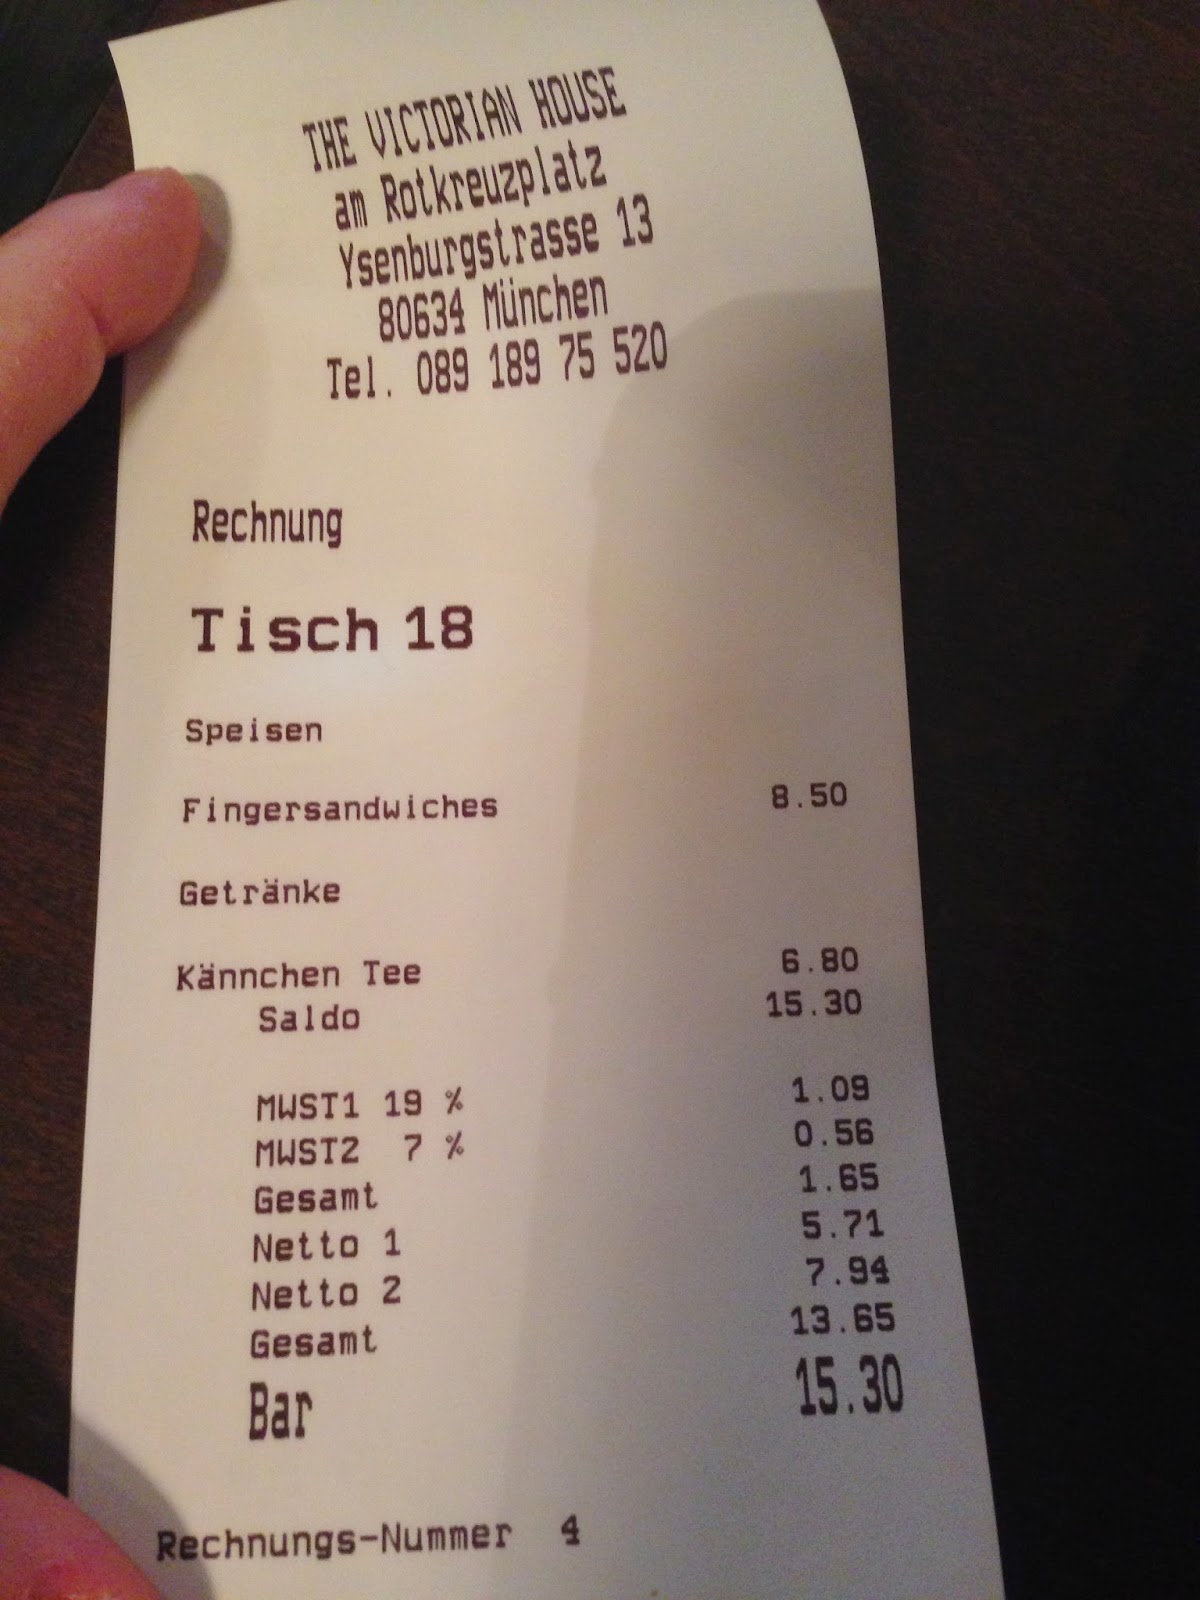 THE VICTORIAN HOUSE
am Rotkreuzplatz
Ysenburgstrasse 13
80634 München
Tel. 089 189 75 520
Rechnung
Tisch 18
Speisen
Fingersandwiches 8.50
Getränke
Kännchen Tee 6.80
Saldo 15.30
MWST1 19 % 1.09
MWST2 7 % 0.56
Gesamt 1.65
Netto 1 5.71
Netto 2 7.94
Gesamt 13.65
Bar 15.30
Rechnungs-Nummer 4